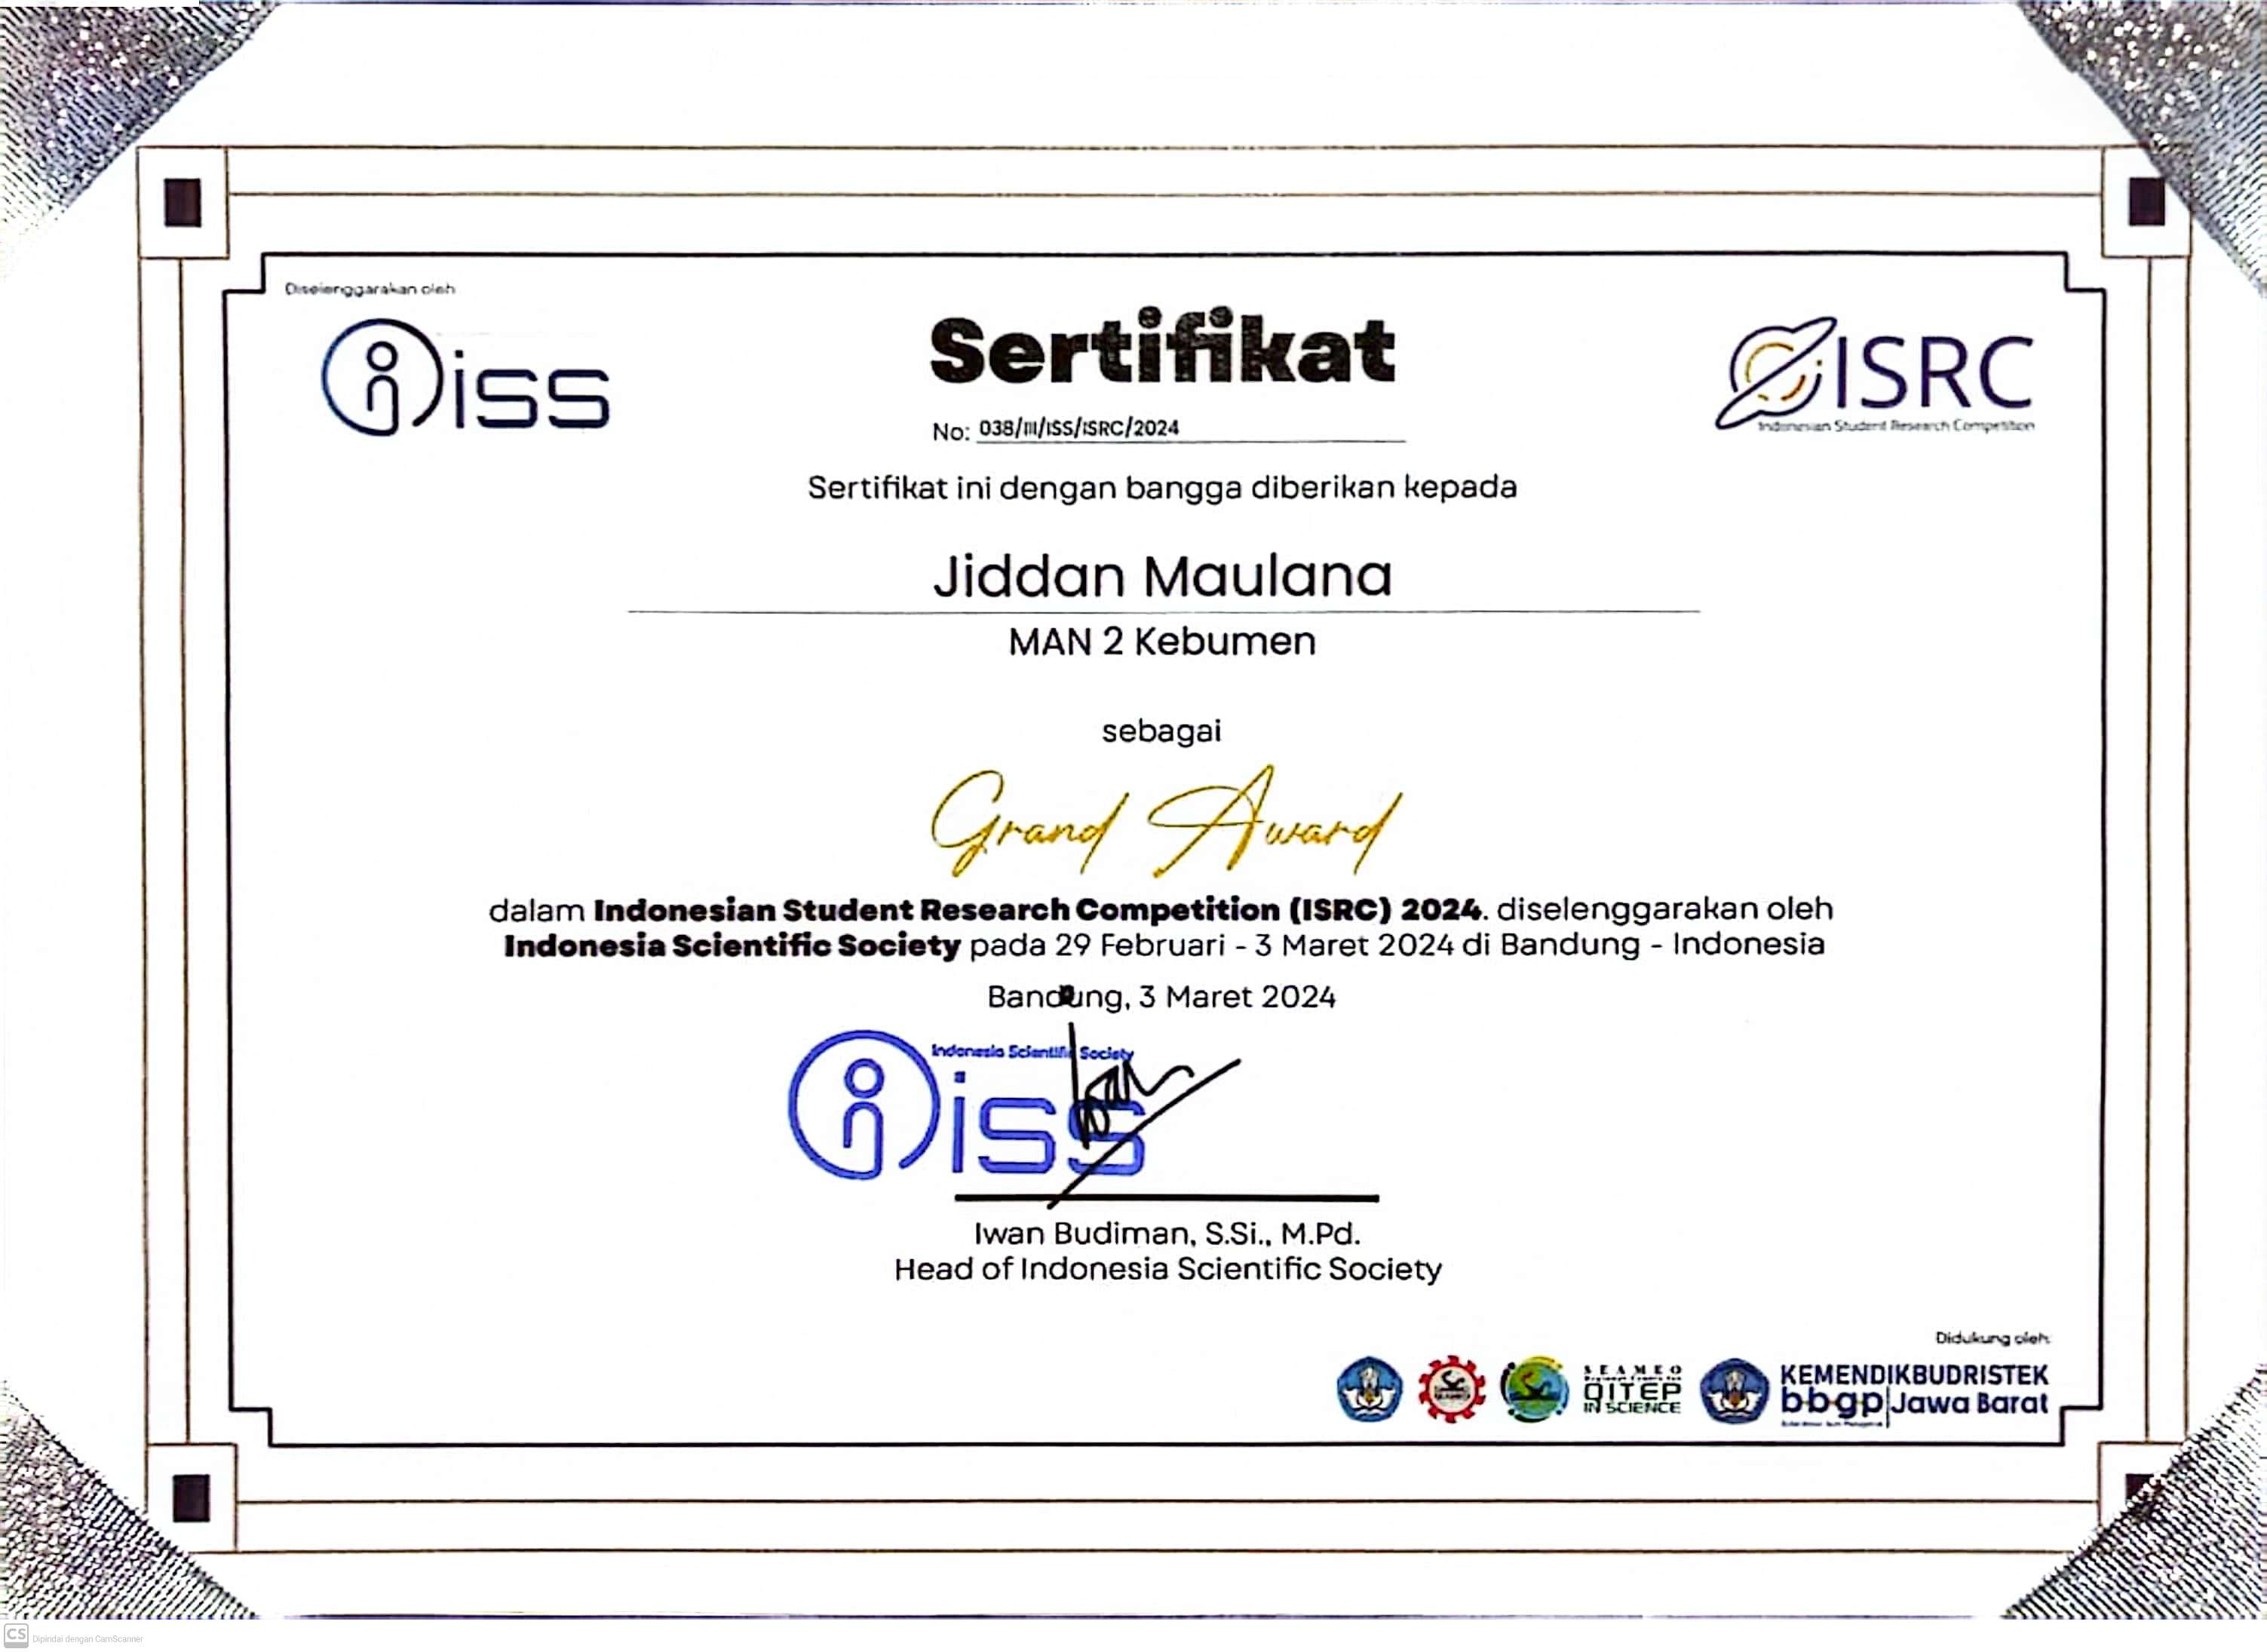 Diselenggarakan oleh
iss
Sertifikat
ISRC
Indonesian Student Research Competition
No: 038/III/ISS/ISRC/2024
Sertifikat ini dengan bangga diberikan kepada
Jiddan Maulana
MAN 2 Kebumen
sebagai
Grand Award
dalam Indonesian Student Research Competition (ISRC) 2024. diselenggarakan oleh
Indonesia Scientific Society pada 29 Februari - 3 Maret 2024 di Bandung - Indonesia
Bandung, 3 Maret 2024
Indonesia Scientific Society
iss
Iwan Budiman, S.Si., M.Pd.
Head of Indonesia Scientific Society
Didukung oleh:
SEAMEO
QITEP
IN SCIENCE
KEMENDIKBUDRISTEK
bbgp Jawa Barat
CS Dipindai dengan CamScanner